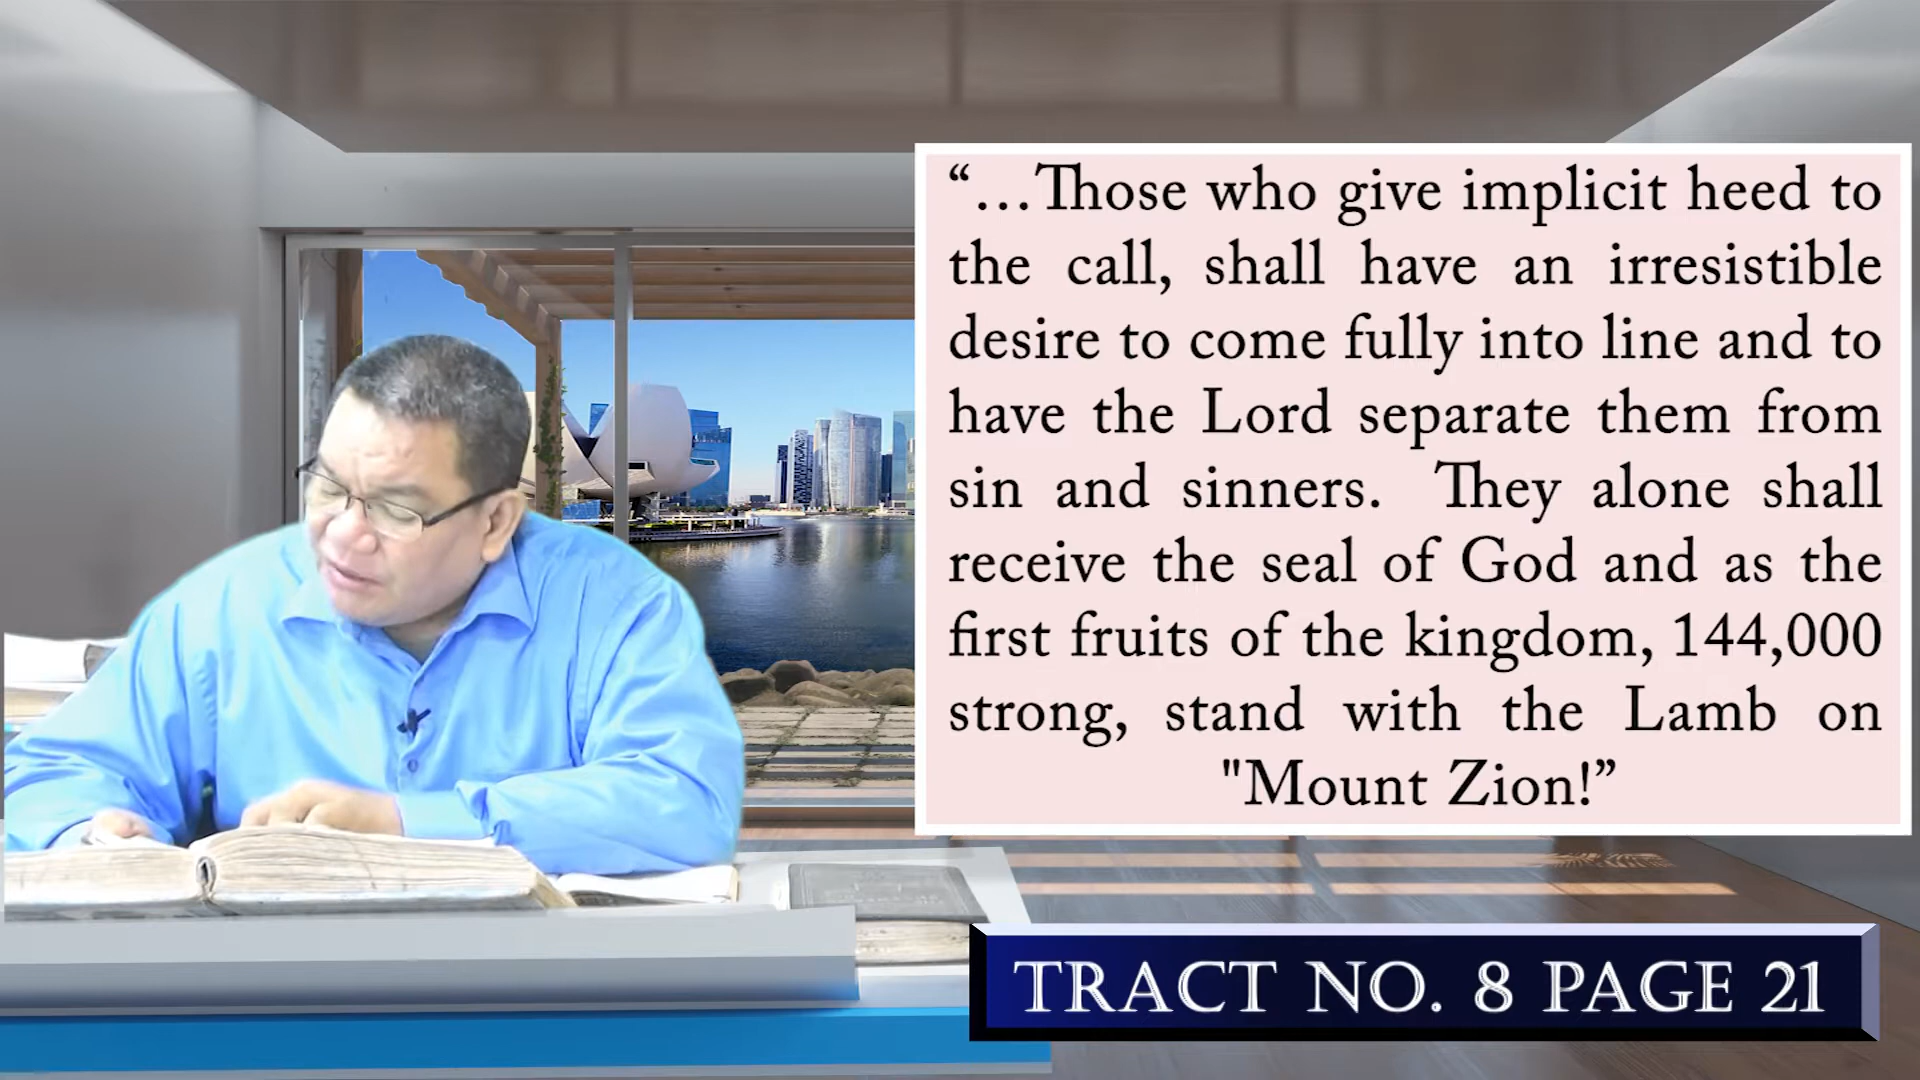 “…Those who give implicit heed to
the call, shall have an irresistible
desire to come fully into line and to
have the Lord separate them from
sin and sinners. They alone shall
receive the seal of God and as the
first fruits of the kingdom, 144,000
strong, stand with the Lamb on
"Mount Zion!”
TRACT NO. 8 PAGE 21